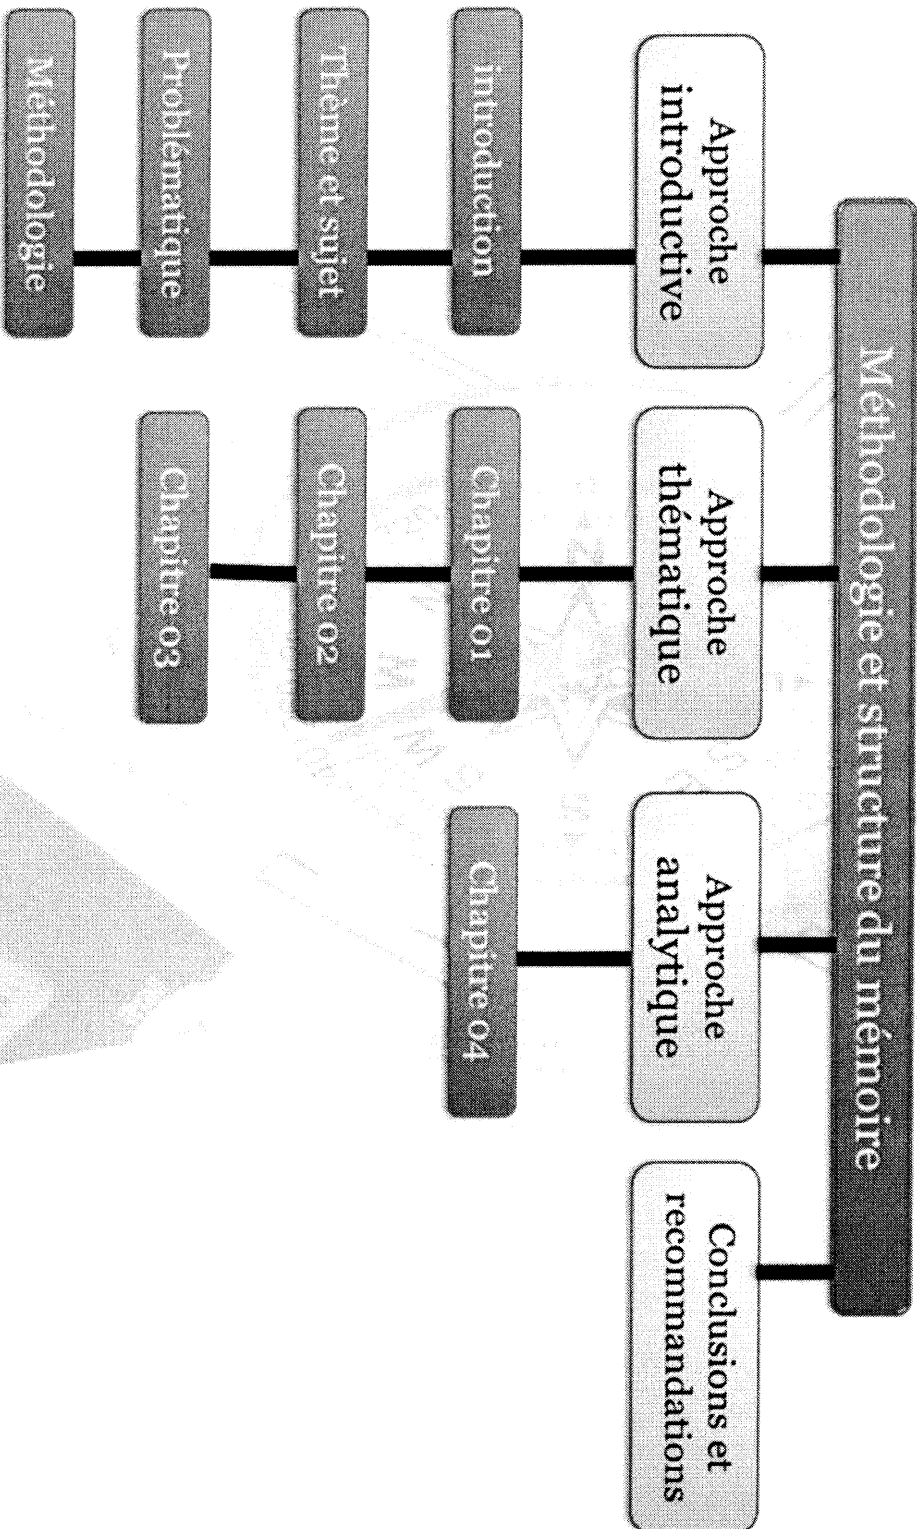 Méthodologie et structure du mémoire
Approche
introductive
introduction
Thème et sujet
Problématique
Méthodologie
Approche
thématique
Chapitre 01
Chapitre 02
Chapitre 03
Approche
analytique
Chapitre 04
Conclusions et
recommandations